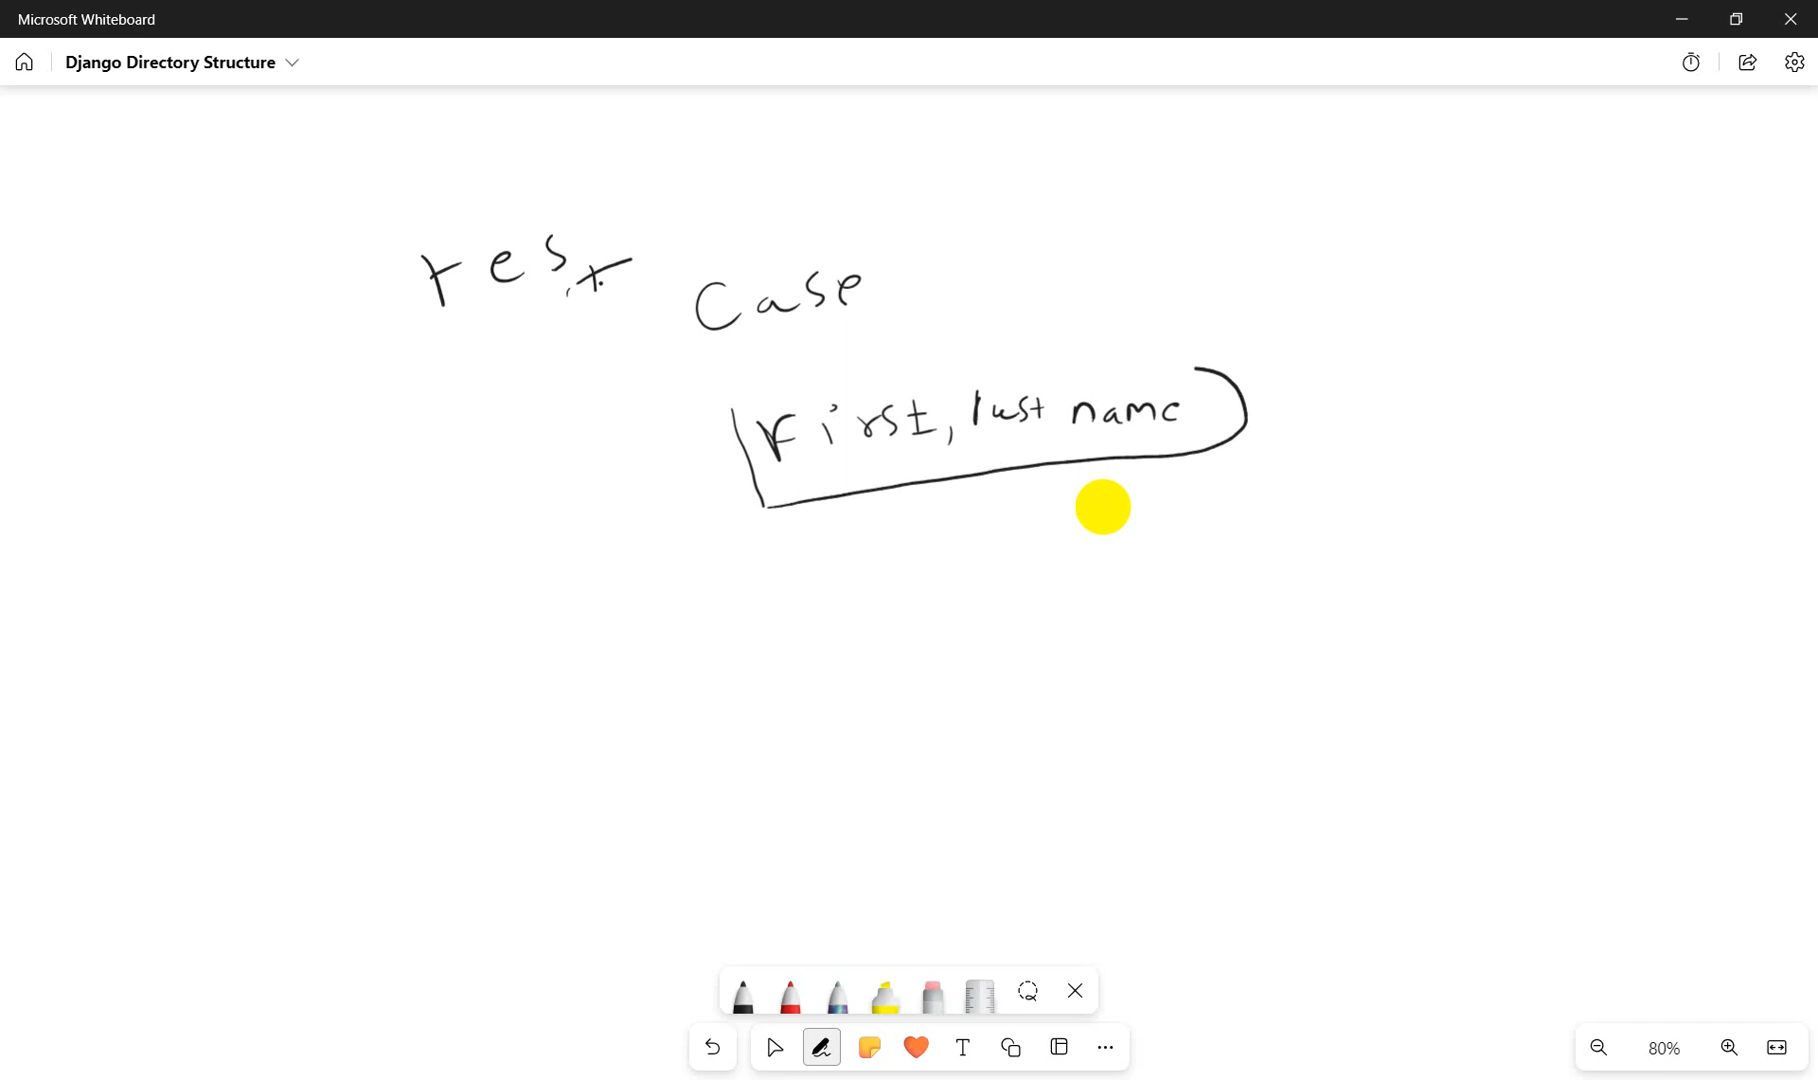 Microsoft Whiteboard
Django Directory Structure
test case
First, last name
80%